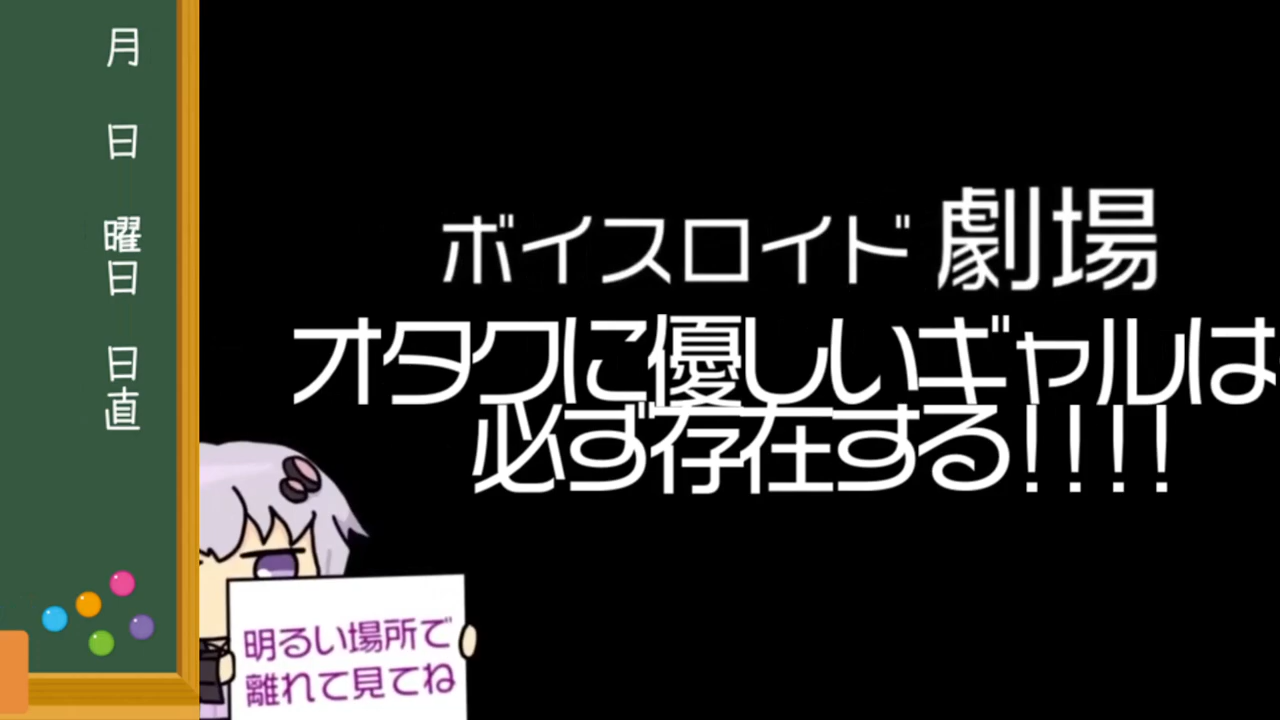 月
日
曜日
日直
ボイスロイド劇場
オタクに優しいギャルは
必ず存在する!!!!
明るい場所で
離れて見てね